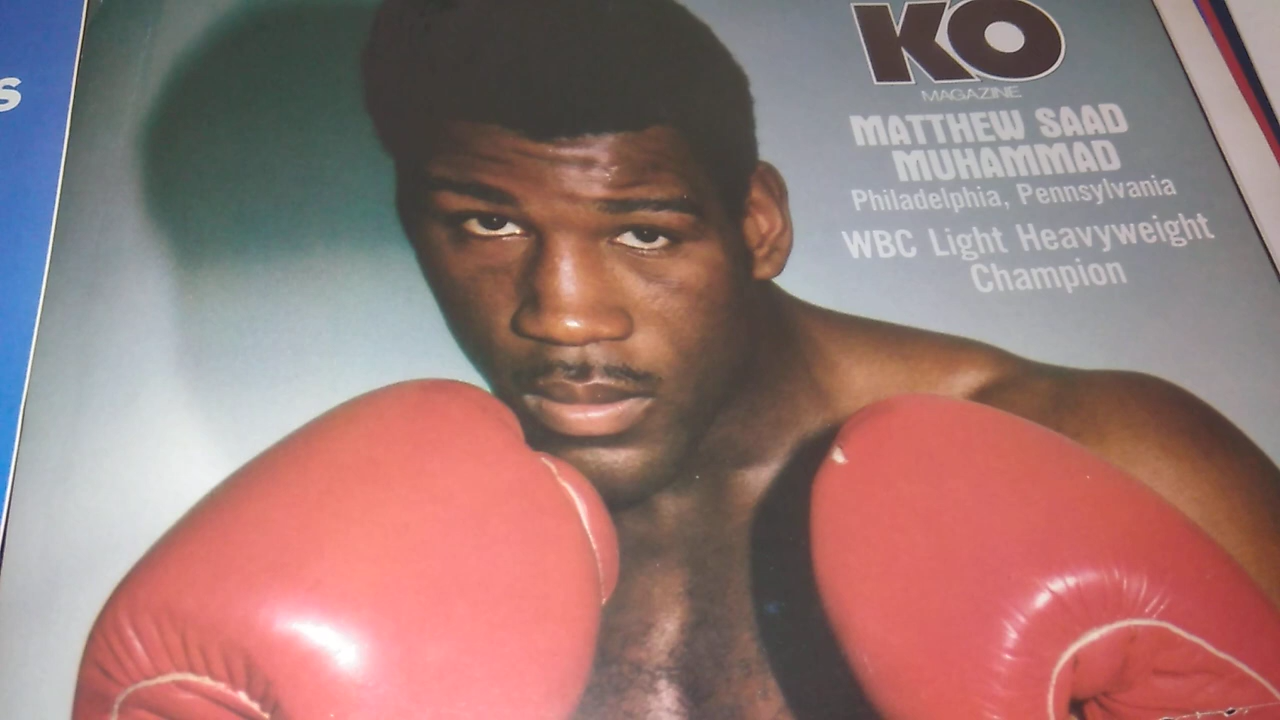 S
KO
MAGAZINE
MATTHEW SAAD
MUHAMMAD
Philadelphia, Pennsylvania
WBC Light Heavyweight
Champion